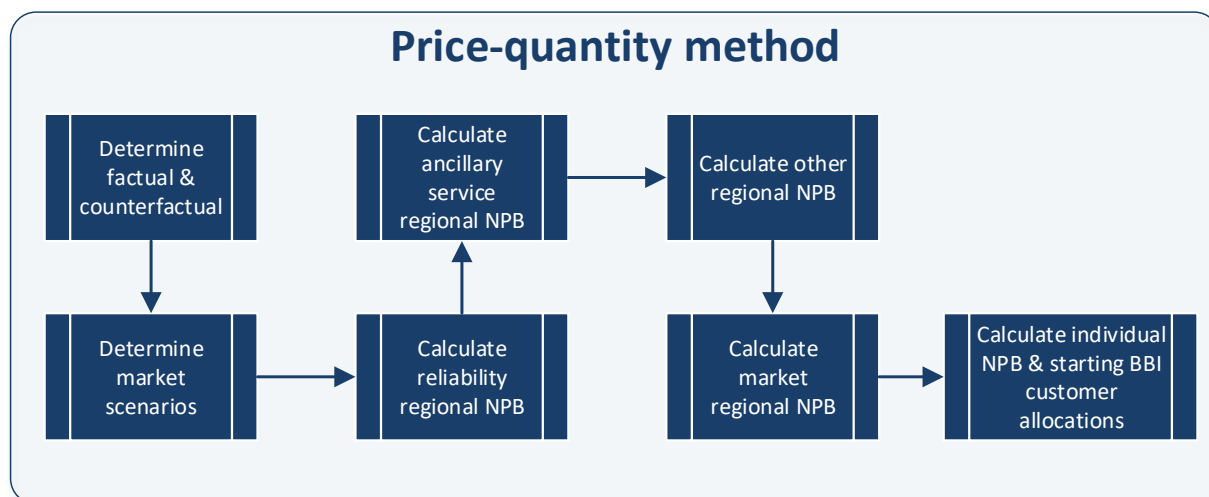 Price-quantity method
Determine
factual &
counterfactual
Determine
market
scenarios
Calculate
reliability
regional NPB
Calculate
ancillary
service
regional NPB
Calculate other
regional NPB
Calculate
market
regional NPB
Calculate individual
NPB & starting BBI
customer
allocations